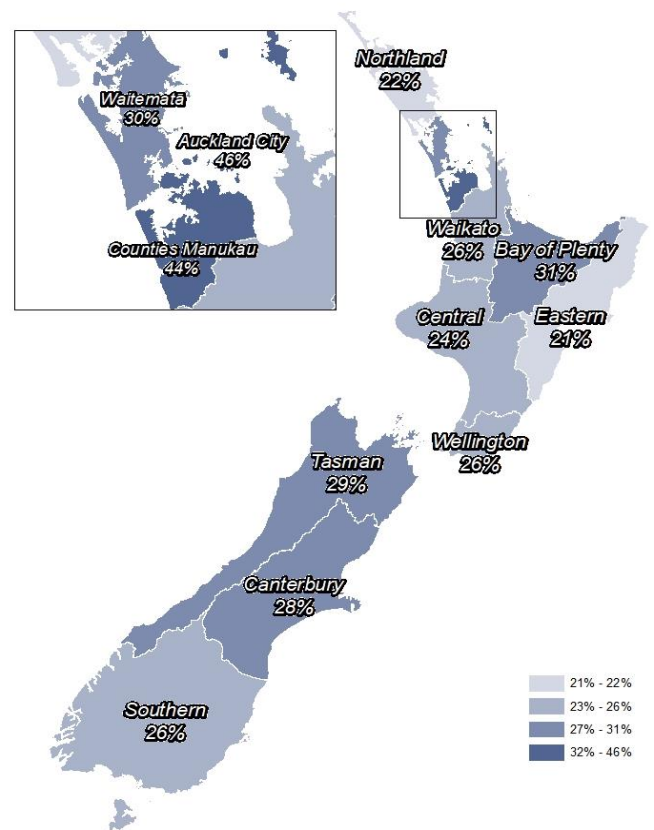 Northland
22%
Waitemata
30%
Auckland City
46%
Counties Manukau
44%
Waikato
26%
Bay of Plenty
31%
Central
24%
Eastern
21%
Wellington
26%
Tasman
29%
Canterbury
28%
Southern
26%
21% - 22%
23% - 26%
27% - 31%
32% - 46%